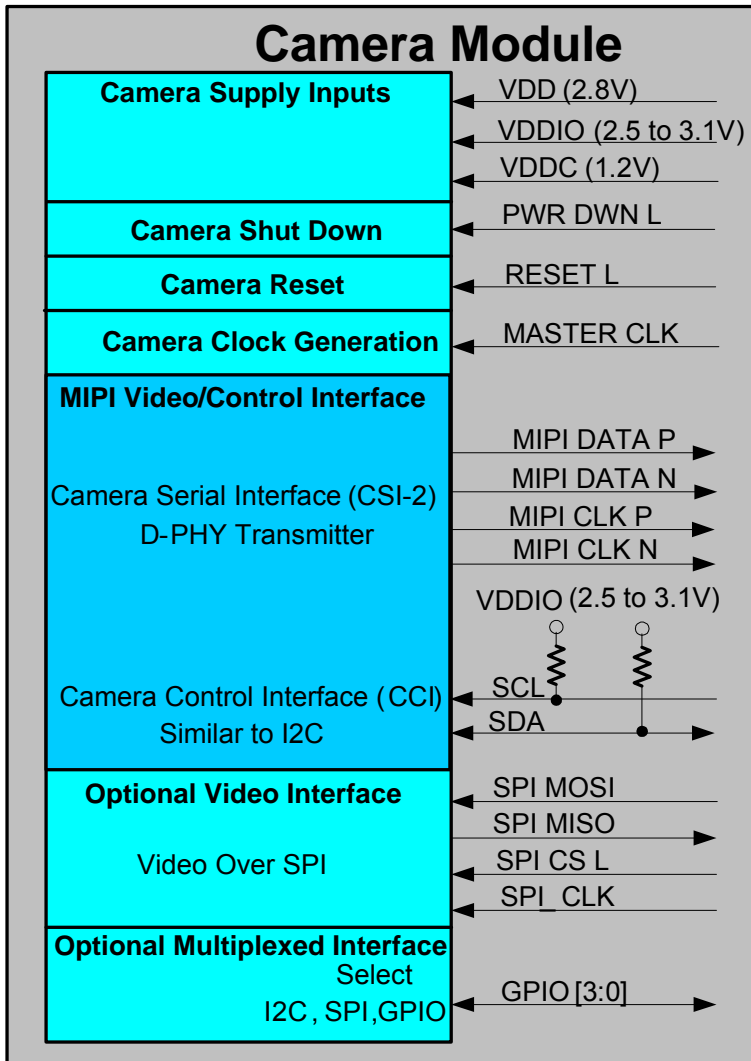 Camera Module
Camera Supply Inputs
VDD (2.8V)
VDDIO (2.5 to 3.1V)
VDDC (1.2V)
Camera Shut Down
PWR DWN L
Camera Reset
RESET L
Camera Clock Generation
MASTER CLK
MIPI Video/Control Interface
MIPI DATA P
Camera Serial Interface (CSI-2)
MIPI DATA N
D-PHY Transmitter
MIPI CLK P
MIPI CLK N
VDDIO (2.5 to 3.1V)
Camera Control Interface (CCI)
SCL
Similar to I2C
SDA
Optional Video Interface
SPI MOSI
SPI MISO
Video Over SPI
SPI CS L
SPI_CLK
Optional Multiplexed Interface
Select
I2C , SPI,GPIO
GPIO [3:0]